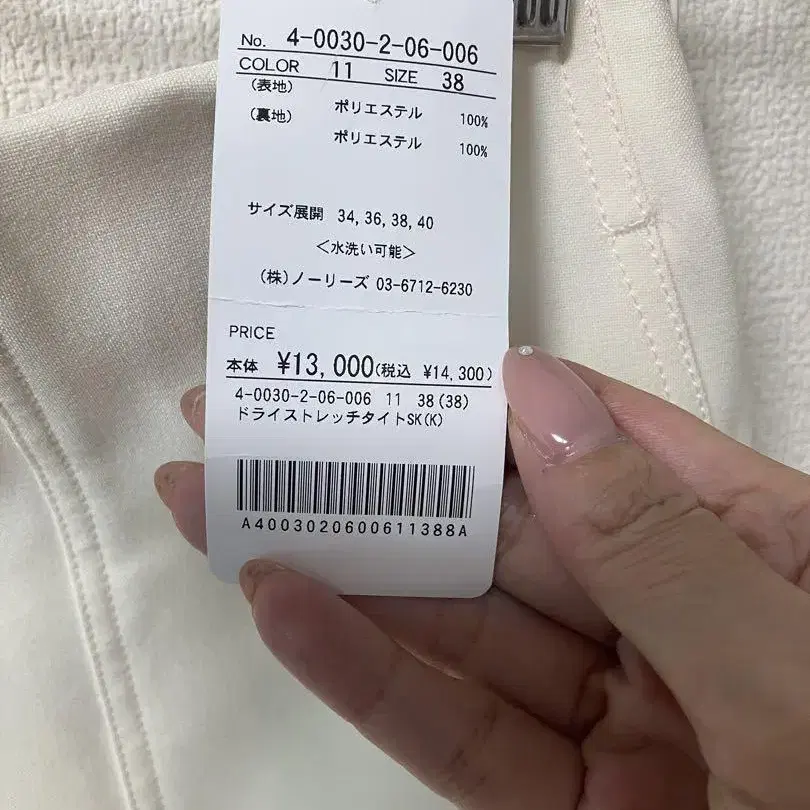 No. 4-0030-2-06-006
COLOR 11 SIZE 38
(表地) ポリエステル 100%
(裏地) ポリエステル 100%
サイズ展開 34,36,38,40
<水洗い可能>
(株)ノーリーズ 03-6712-6230
PRICE
本体 ¥13,000(税込 ¥14,300)
4-0030-2-06-006 11 38(38)
ドライストレッチタイトSK(K)
A4003020600611388A